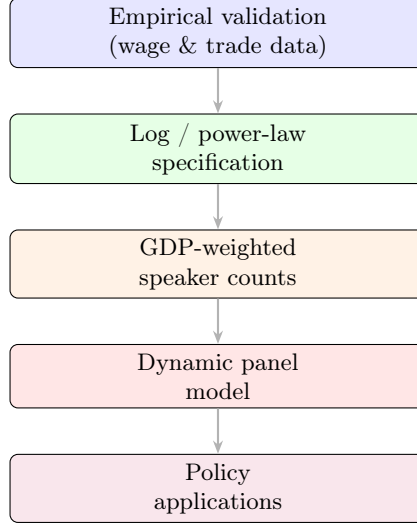 Empirical validation
(wage & trade data)
Log / power-law
specification
GDP-weighted
speaker counts
Dynamic panel
model
Policy
applications